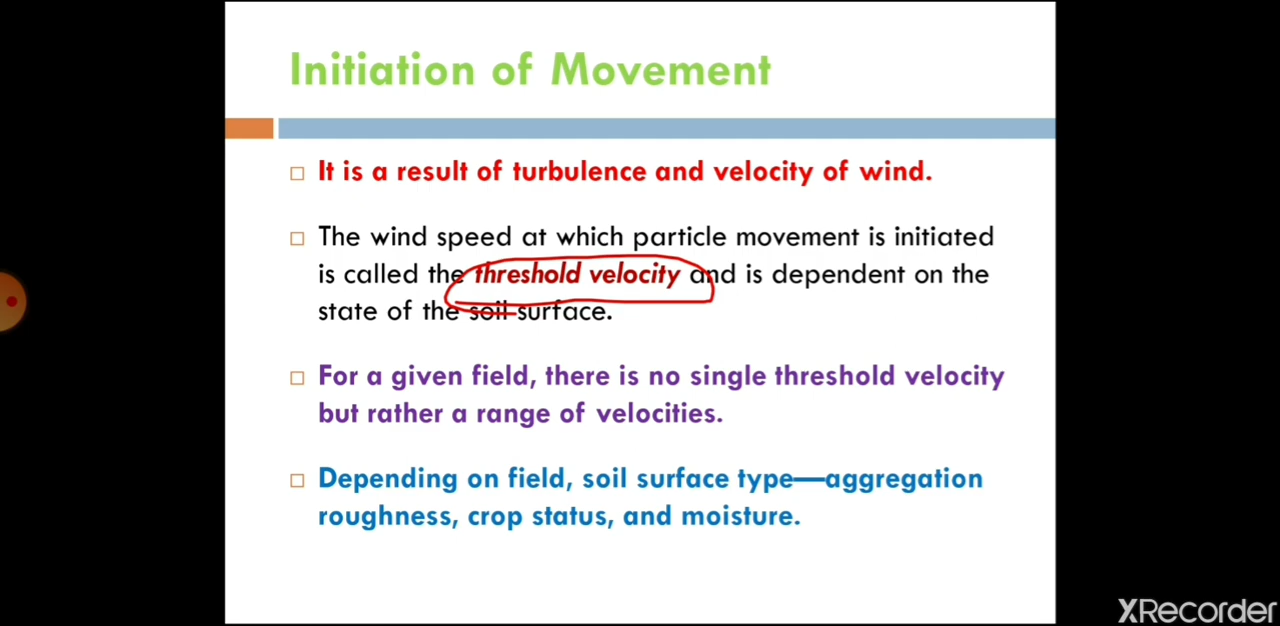 Initiation of Movement
It is a result of turbulence and velocity of wind.
The wind speed at which particle movement is initiated
is called the threshold velocity and is dependent on the
state of the soil surface.
For a given field, there is no single threshold velocity
but rather a range of velocities.
Depending on field, soil surface type—aggregation
roughness, crop status, and moisture.
XRecorder